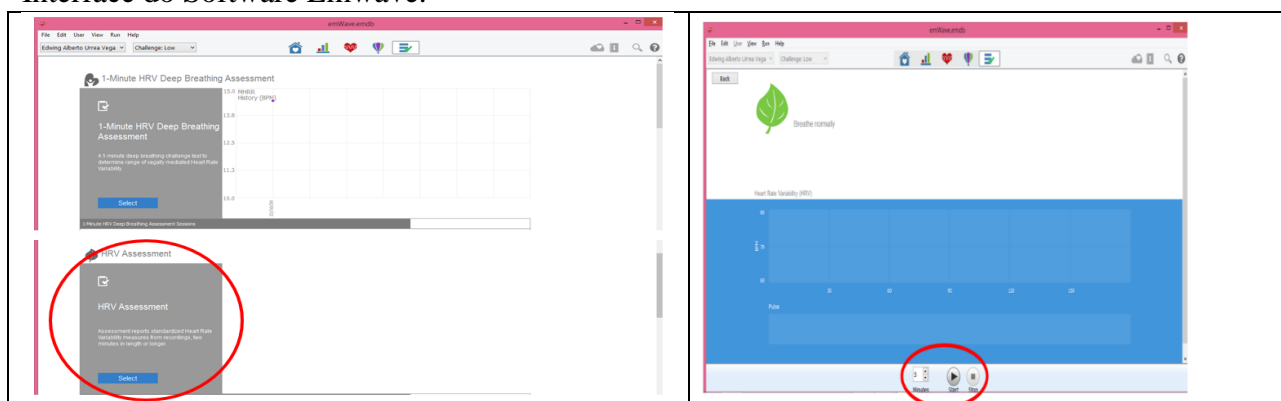 Interface do Software Emwave.
emWave.emdb
File Edit User View Run Help
Edwing Alberto Urrea Vega Challenge: Low
1-Minute HRV Deep Breathing Assessment
1-Minute HRV Deep Breathing
Assessment
A 1-minute deep breathing challenge test to
determine range of vagally mediated Heart Rate
Variability
Select
MHRR
History (BPM)
15.0
13.8
12.5
11.3
10.0
1-Minute HRV Deep Breathing Assessment Sessions
HRV Assessment
HRV Assessment
Assessment reports standardized Heart Rate
Variability measures from recordings, two
minutes in length or longer.
Select
emWave.emdb
File Edit User View Run Help
Edwing Alberto Urrea Vega Challenge: Low
Back
Breathe normally
Heart Rate Variability (HRV)
30 60 90
Pulse
Minutes Start Stop